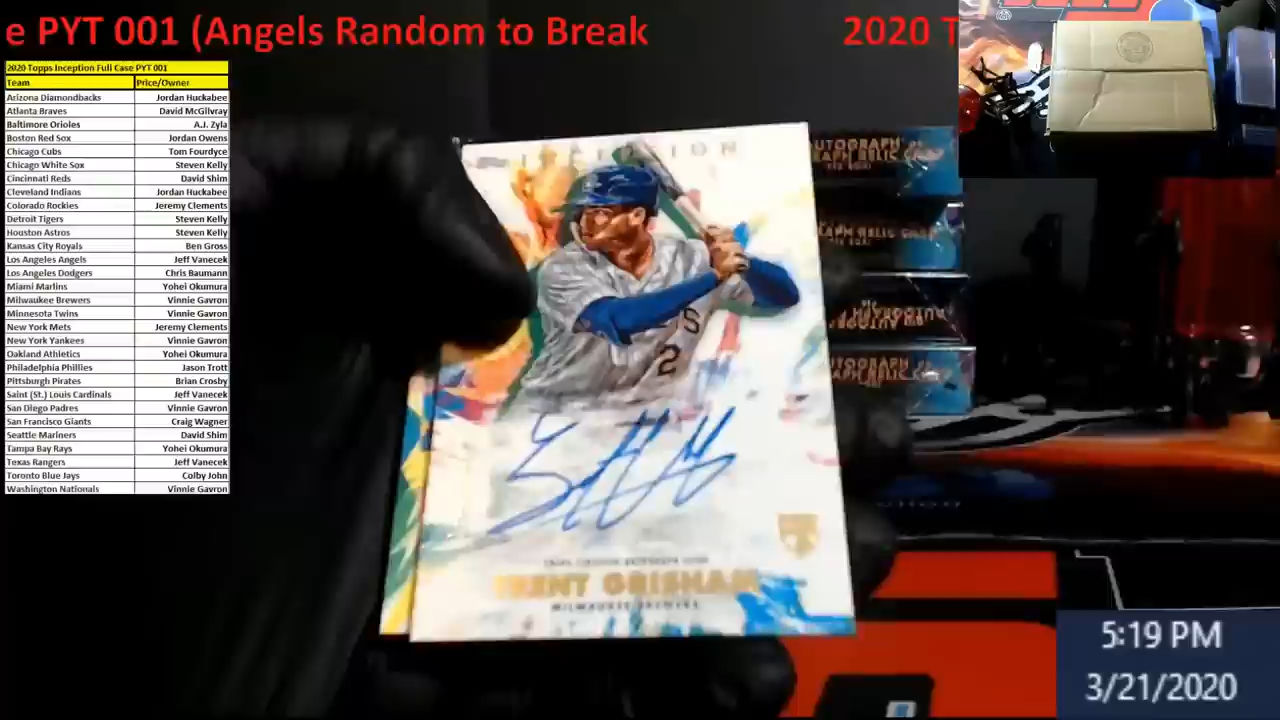 e PYT 001 (Angels Random to Break
2020 T
2020 Topps Inception Full Case PYT 001
Team Price/Owner
Arizona Diamondbacks Jordan Huckabee
Atlanta Braves David McGilvray
Baltimore Orioles A.J. Zyla
Boston Red Sox Jordan Owens
Chicago Cubs Tom Fourdyce
Chicago White Sox Steven Kelly
Cincinnati Reds David Shim
Cleveland Indians Jordan Huckabee
Colorado Rockies Jeremy Clements
Detroit Tigers Steven Kelly
Houston Astros Steven Kelly
Kansas City Royals Ben Gross
Los Angeles Angels Jeff Vanecek
Los Angeles Dodgers Chris Baumann
Miami Marlins Yohei Okumura
Milwaukee Brewers Vinnie Gavron
Minnesota Twins Vinnie Gavron
New York Mets Jeremy Clements
New York Yankees Vinnie Gavron
Oakland Athletics Yohei Okumura
Philadelphia Phillies Jason Trott
Pittsburgh Pirates Brian Crosby
Saint (St.) Louis Cardinals Jeff Vanecek
San Diego Padres Vinnie Gavron
San Francisco Giants Craig Wagner
Seattle Mariners David Shim
Tampa Bay Rays Yohei Okumura
Texas Rangers Jeff Vanecek
Toronto Blue Jays Colby John
Washington Nationals Vinnie Gavron
INCEPTION
2
TRENT GRISHAM
MILWAUKEE BREWERS
5:19 PM
3/21/2020